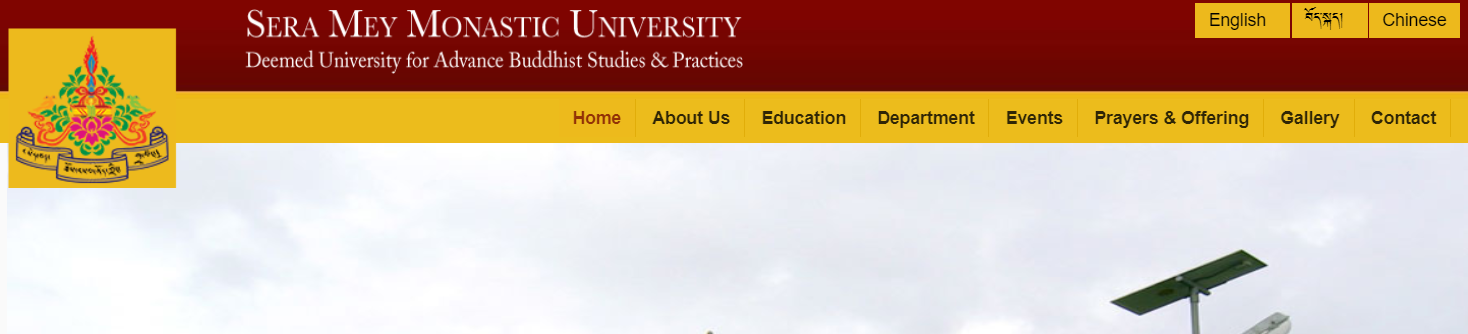 SERA MEY MONASTIC UNIVERSITY
Deemed University for Advance Buddhist Studies & Practices
English
བོད་སྐད།
Chinese
Home
About Us
Education
Department
Events
Prayers & Offering
Gallery
Contact